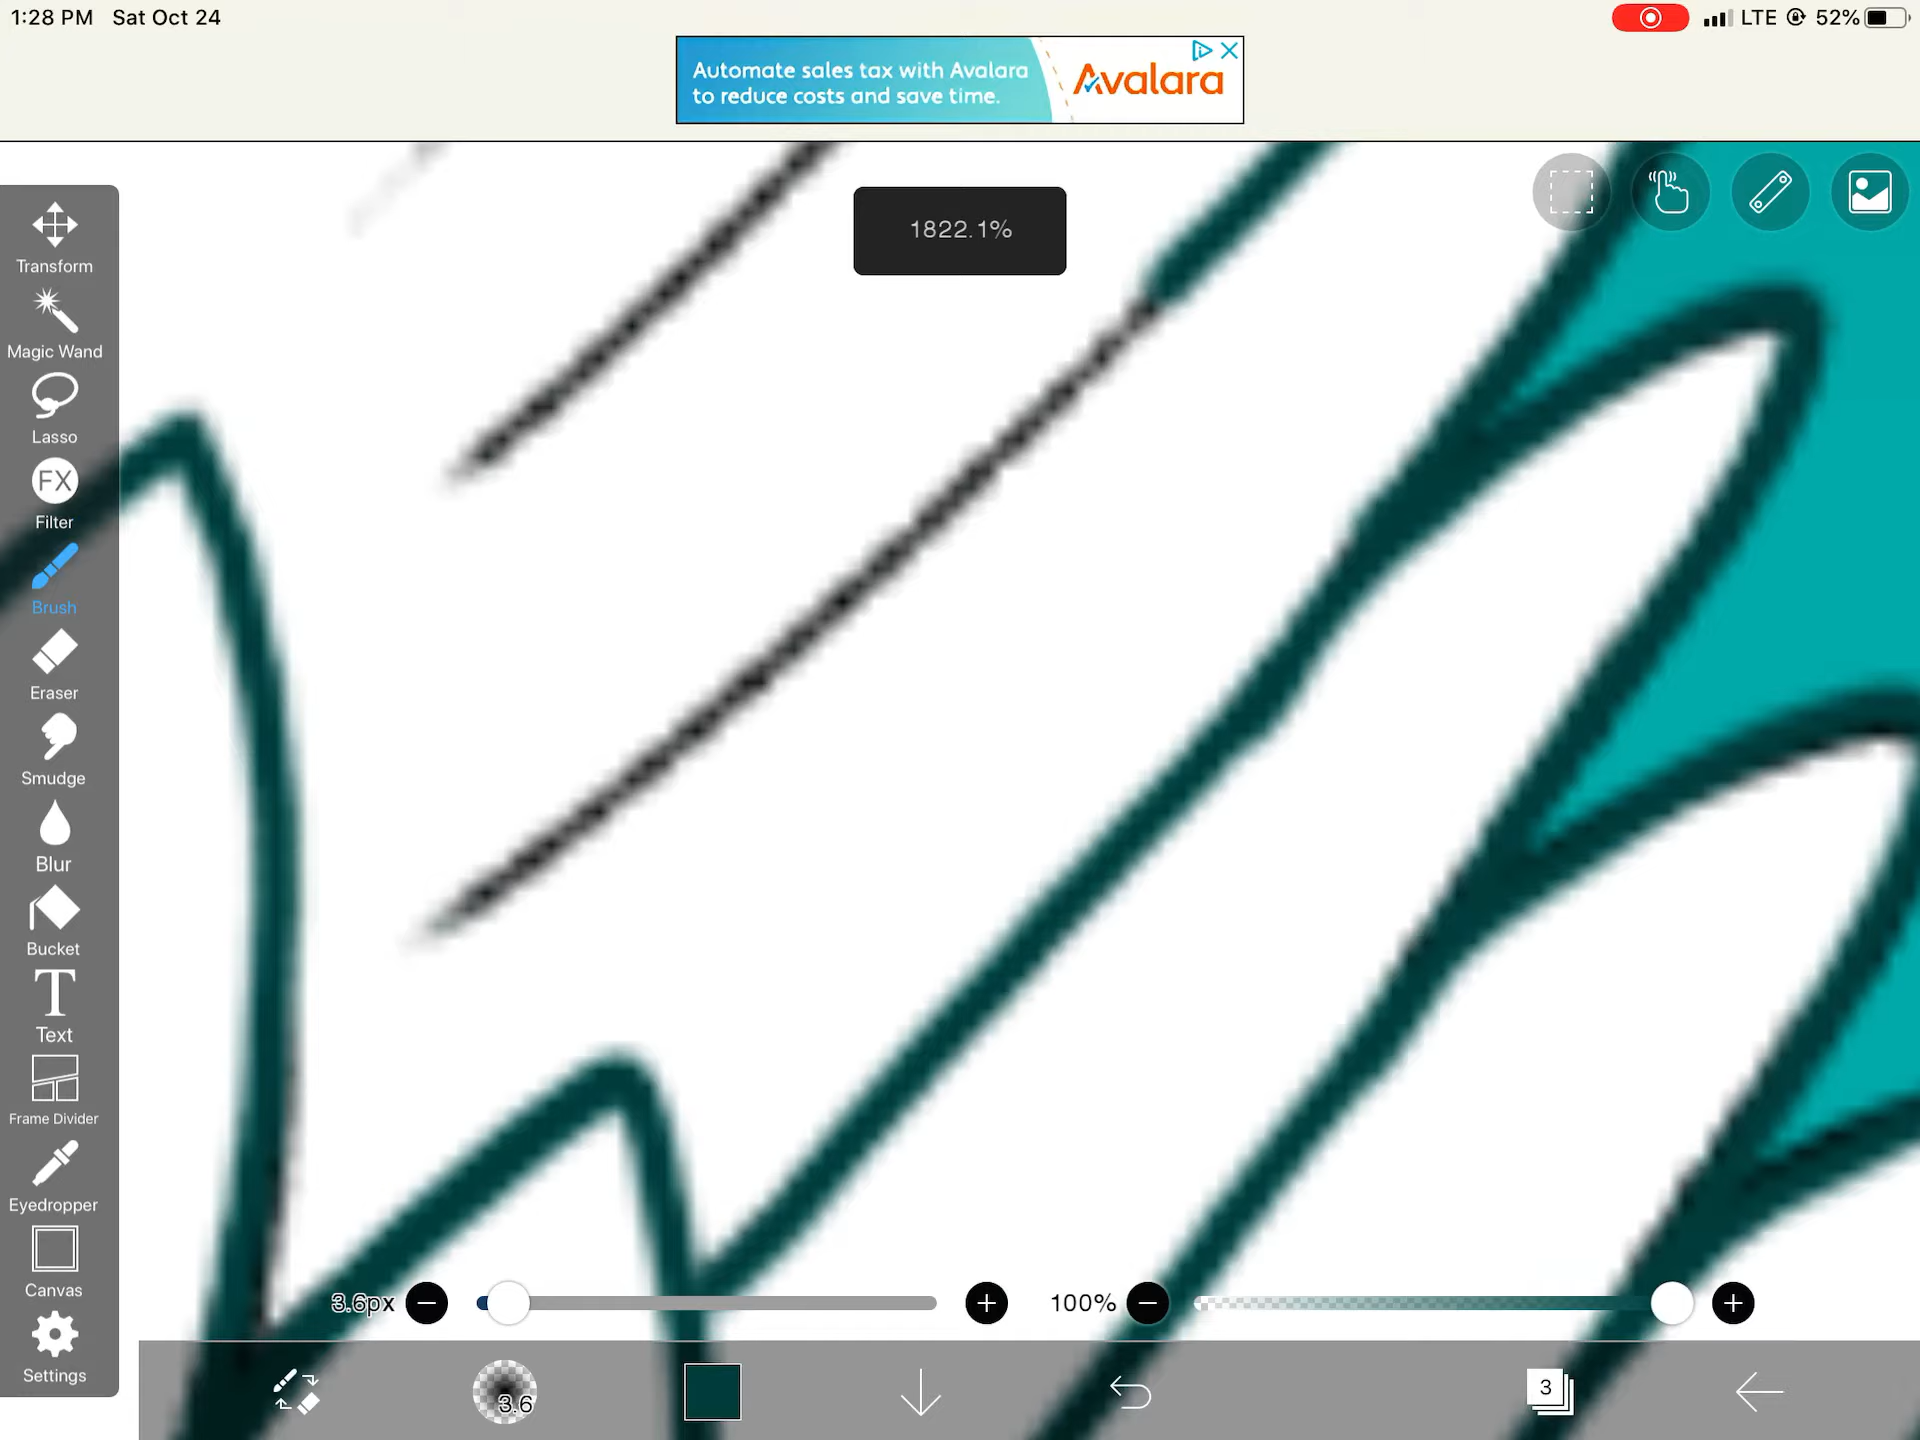 1:28 PM Sat Oct 24
LTE 52%
Automate sales tax with Avalara
to reduce costs and save time.
Avalara
1822.1%
Transform
Magic Wand
Lasso
FX
Filter
Brush
Eraser
Smudge
Blur
Bucket
T
Text
Frame Divider
Eyedropper
Canvas
Settings
3.6px
100%
3.6
3